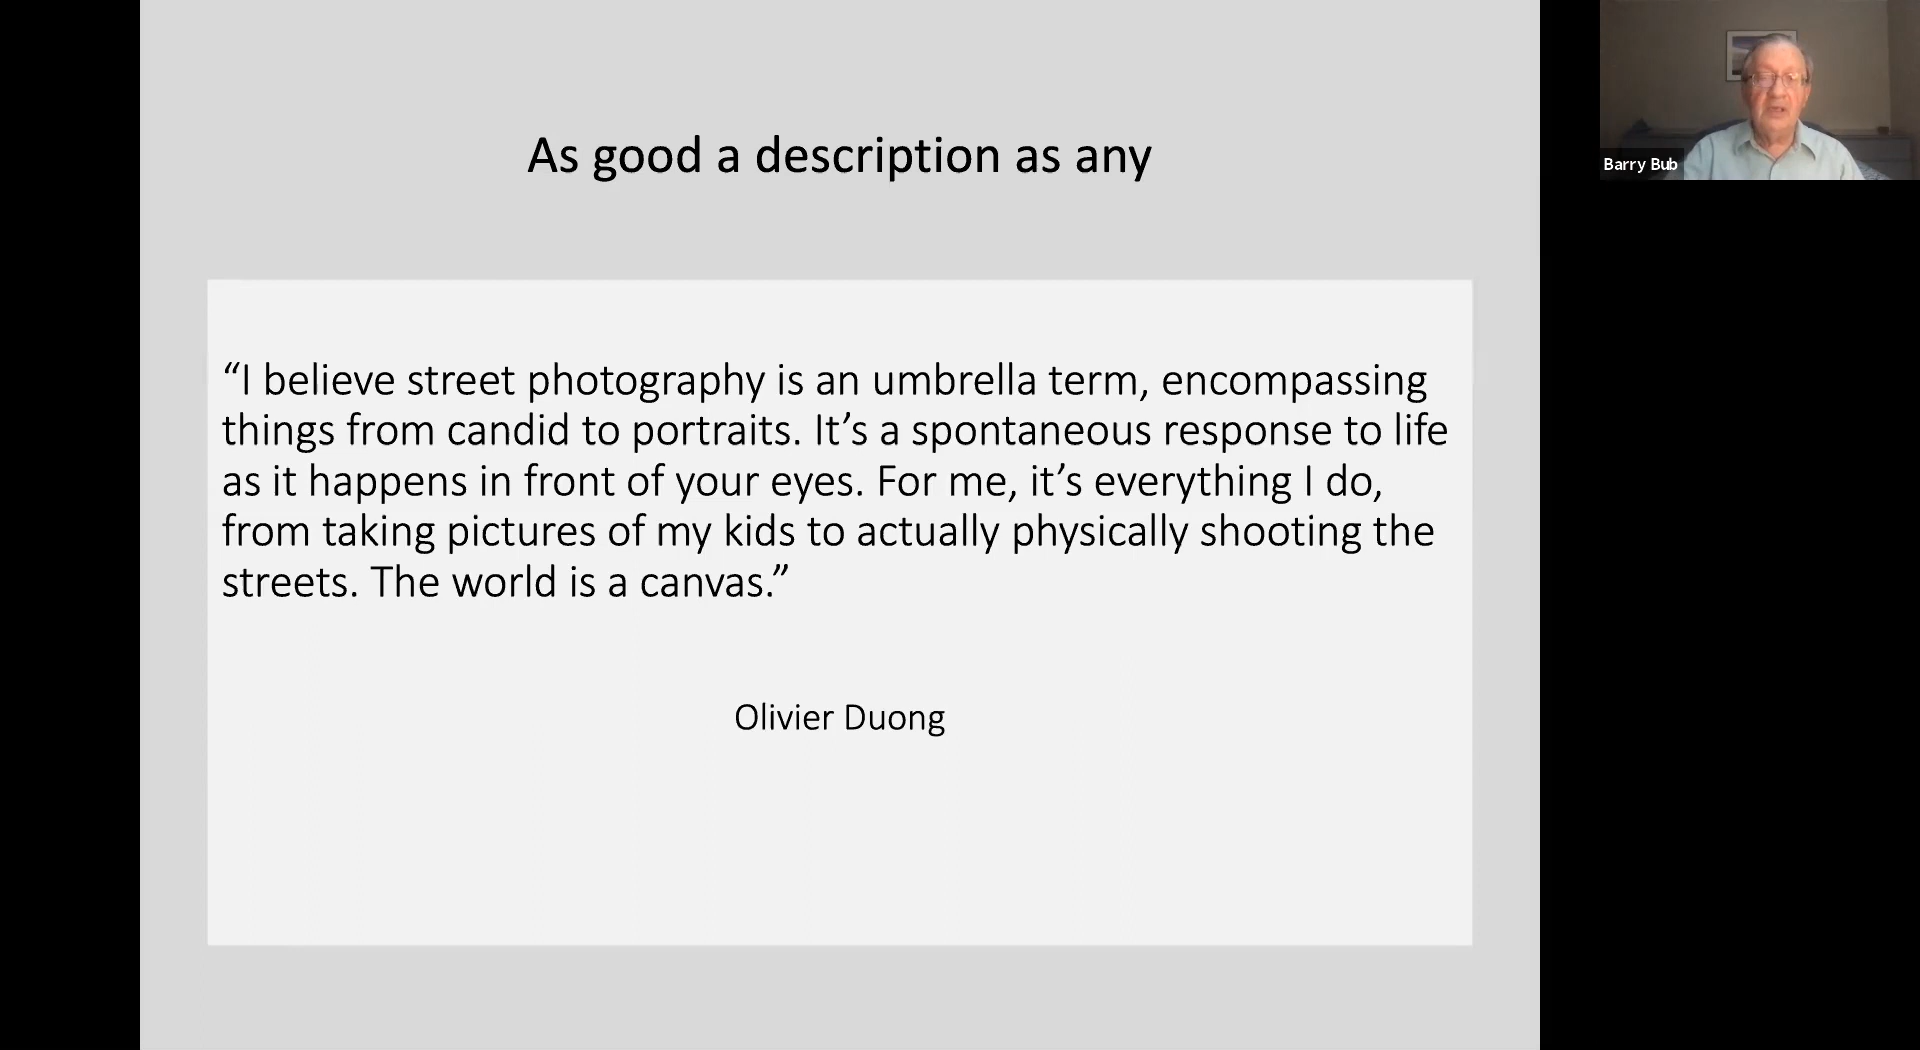 As good a description as any
“I believe street photography is an umbrella term, encompassing
things from candid to portraits. It’s a spontaneous response to life
as it happens in front of your eyes. For me, it’s everything I do,
from taking pictures of my kids to actually physically shooting the
streets. The world is a canvas.”
Olivier Duong
Barry Bub